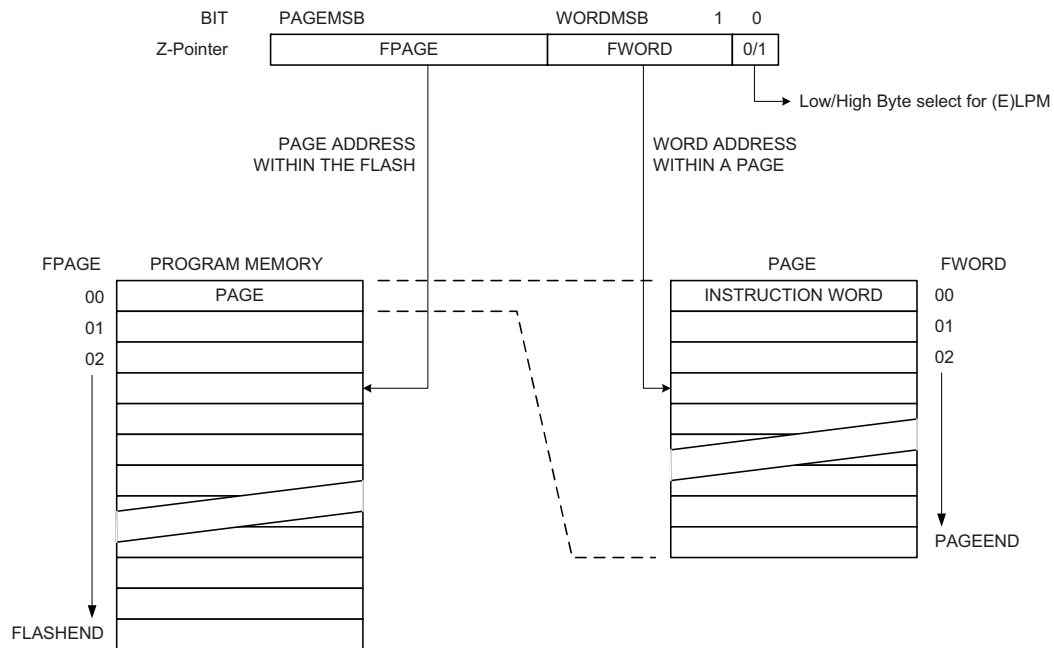 BIT PAGEMSB WORDMSB 1 0
Z-Pointer FPAGE FWORD 0/1
Low/High Byte select for (E)LPM
PAGE ADDRESS
WITHIN THE FLASH
WORD ADDRESS
WITHIN A PAGE
FPAGE PROGRAM MEMORY PAGE FWORD
00 PAGE INSTRUCTION WORD 00
01 01
02 02
PAGEEND
FLASHEND